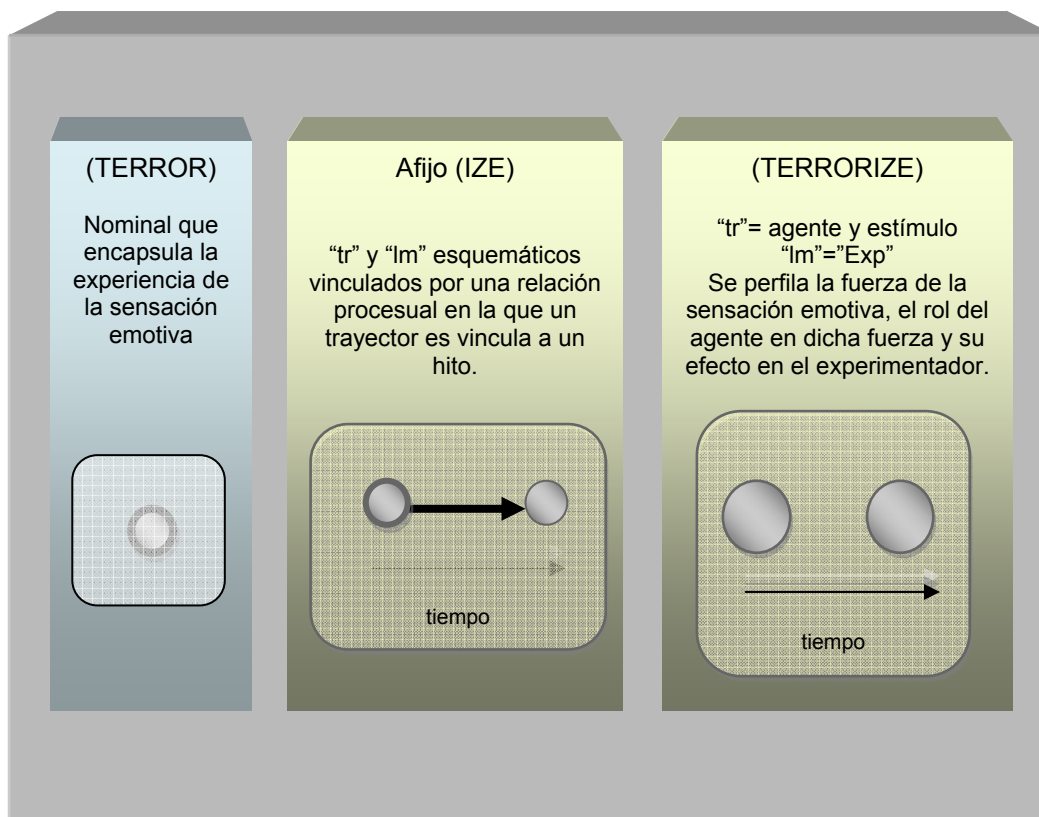 (TERROR)
Nominal que
encapsula la
experiencia de
la sensación
emotiva
Afijo (IZE)
“tr” y “lm” esquemáticos
vinculados por una relación
procesual en la que un
trayector es vincula a un
hito.
tiempo
(TERRORIZE)
“tr”= agente y estímulo
“lm”=”Exp”
Se perfila la fuerza de la
sensación emotiva, el rol del
agente en dicha fuerza y su
efecto en el experimentador.
tiempo